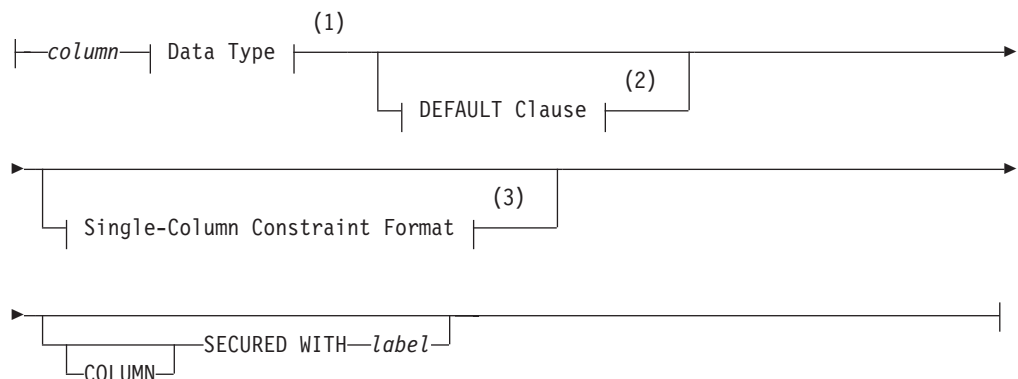 (1)
column Data Type
(2)
DEFAULT Clause
(3)
Single-Column Constraint Format
SECURED WITH label
COLUMN